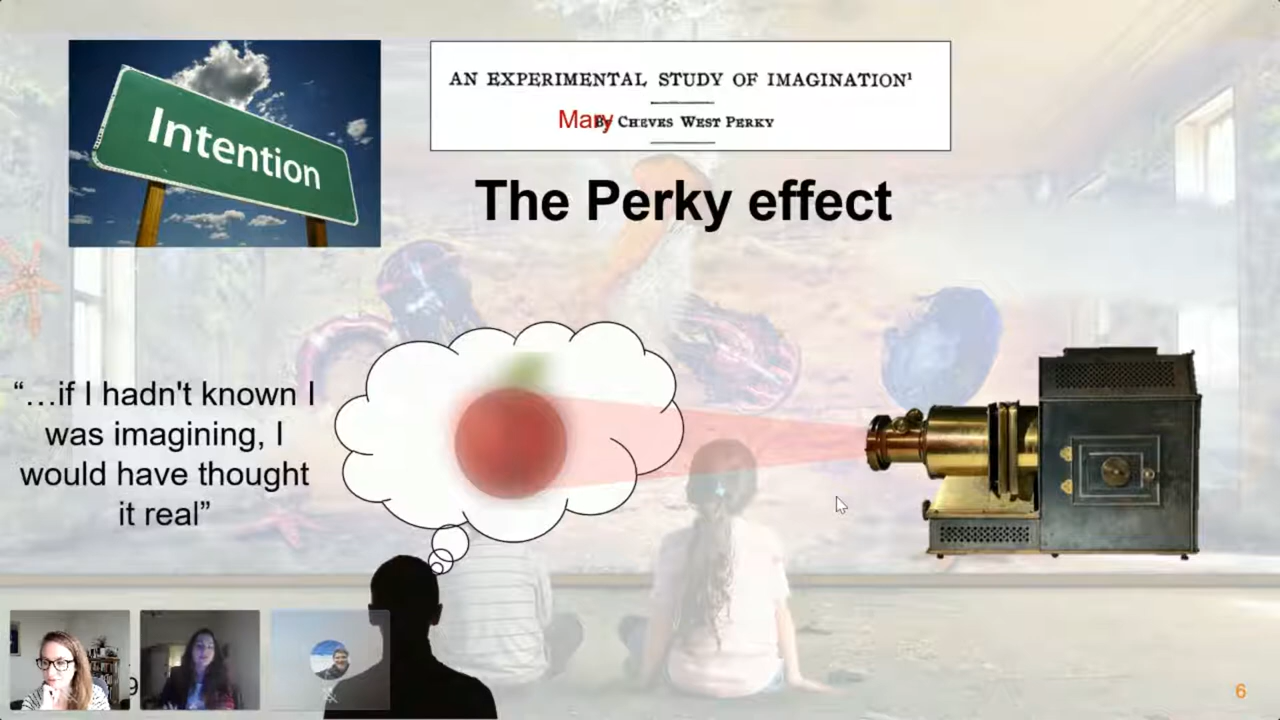 Intention
AN EXPERIMENTAL STUDY OF IMAGINATION¹
Mary
By CHEVES WEST PERKY
The Perky effect
“…if I hadn't known I
was imagining, I
would have thought
it real”
9
6